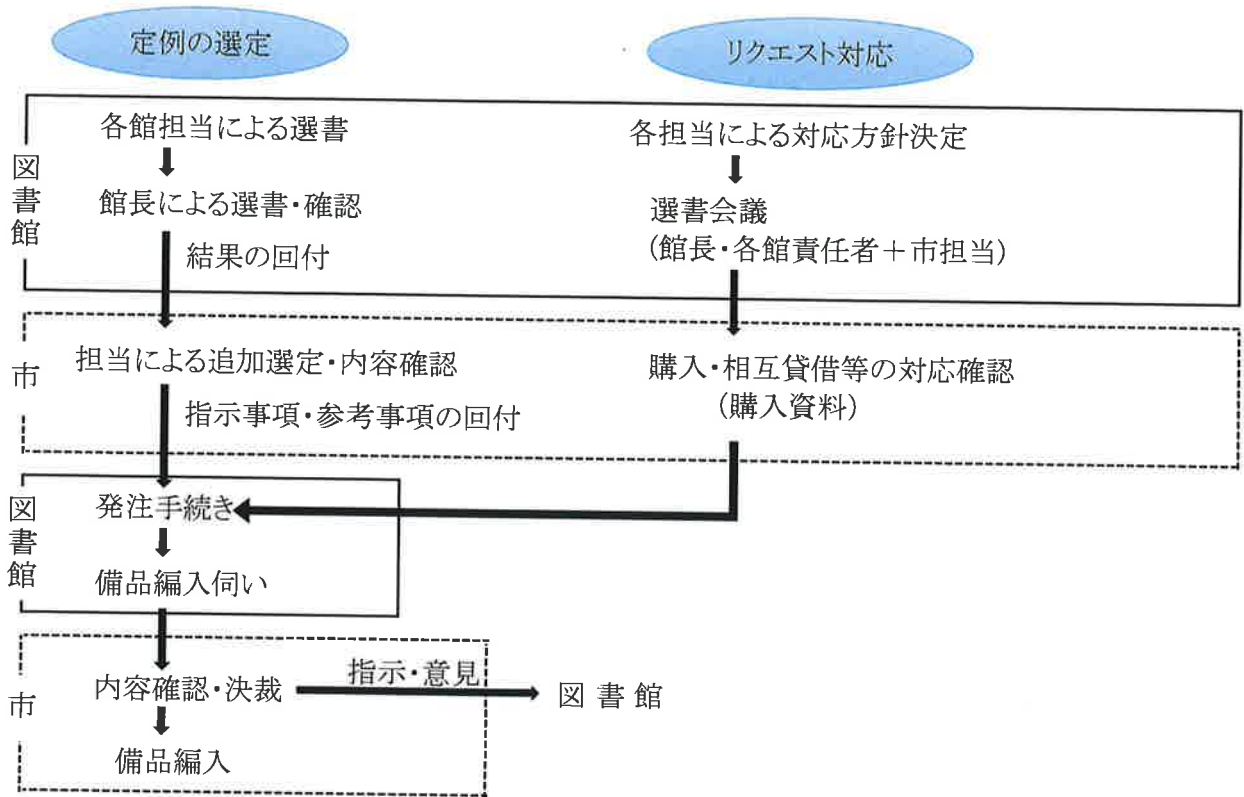 定例の選定
リクエスト対応
図書館
各館担当による選書
館長による選書・確認
結果の回付
各担当による対応方針決定
選書会議
(館長・各館責任者＋市担当)
市
担当による追加選定・内容確認
指示事項・参考事項の回付
購入・相互貸借等の対応確認
(購入資料)
図書館
発注手続き
備品編入伺い
市
内容確認・決裁
指示・意見
図書館
備品編入